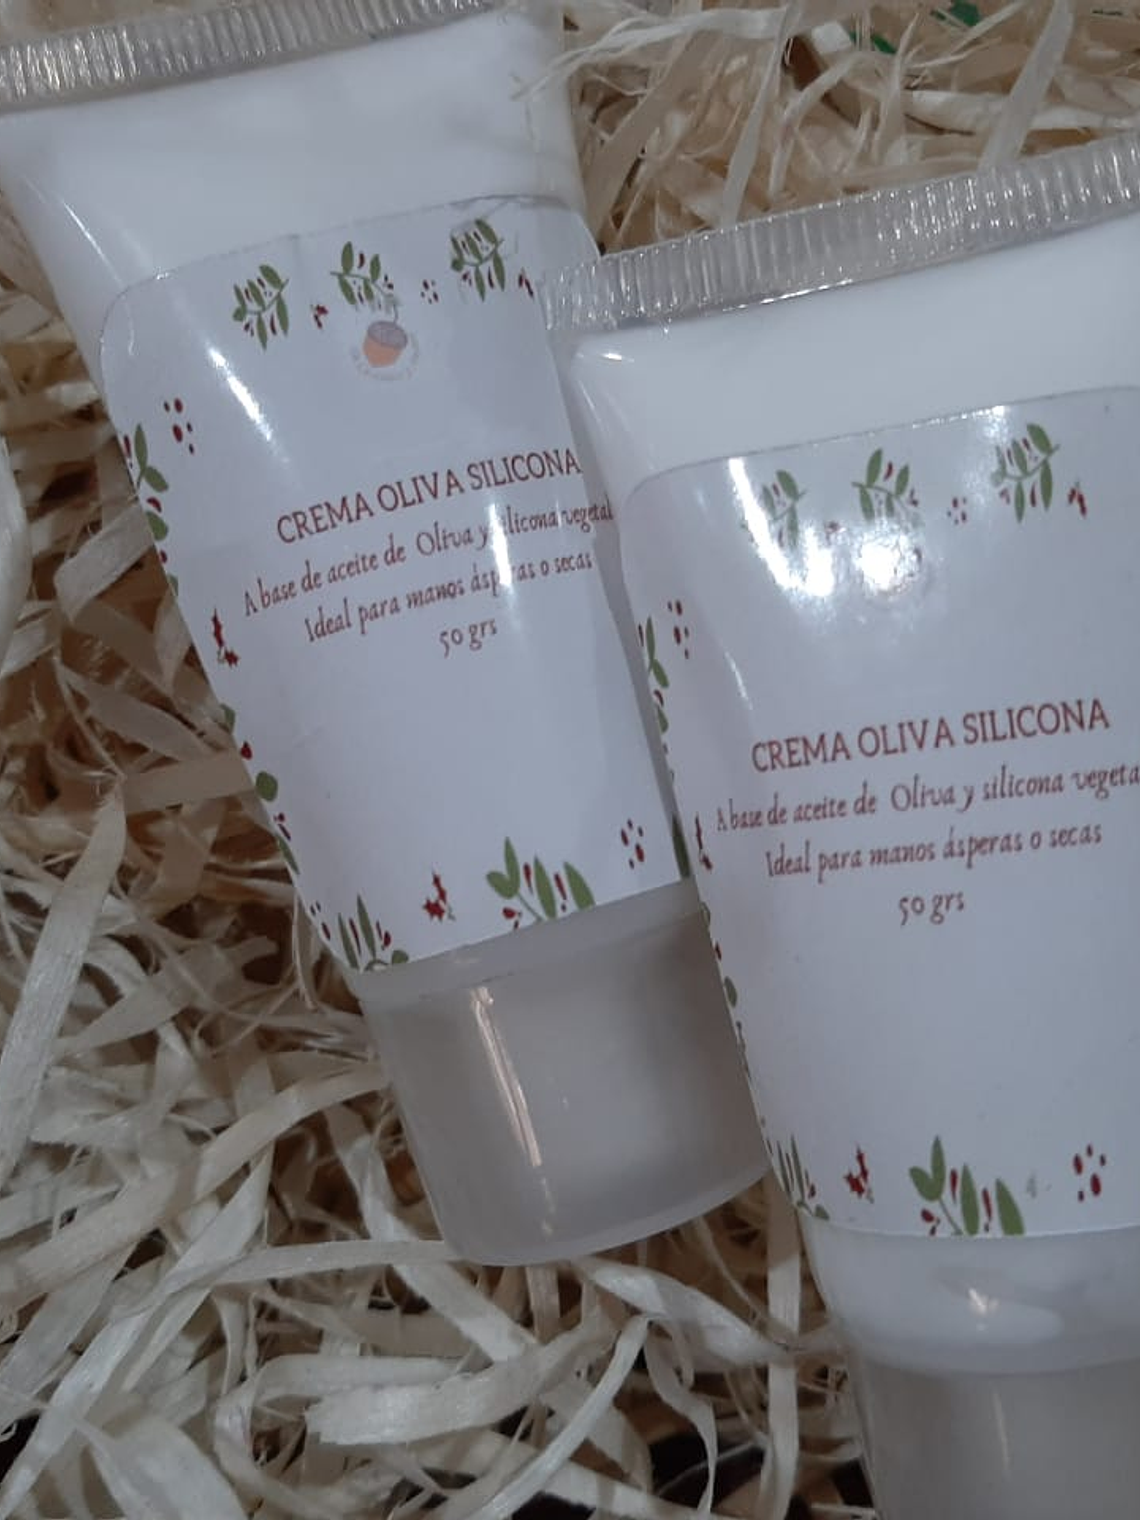 CREMA OLIVA SILICONA
A base de aceite de Oliva y silicona vegetal
Ideal para manos ásperas o secas
50 grs
CREMA OLIVA SILICONA
A base de aceite de Oliva y silicona vegeta
Ideal para manos ásperas o secas
50 grs